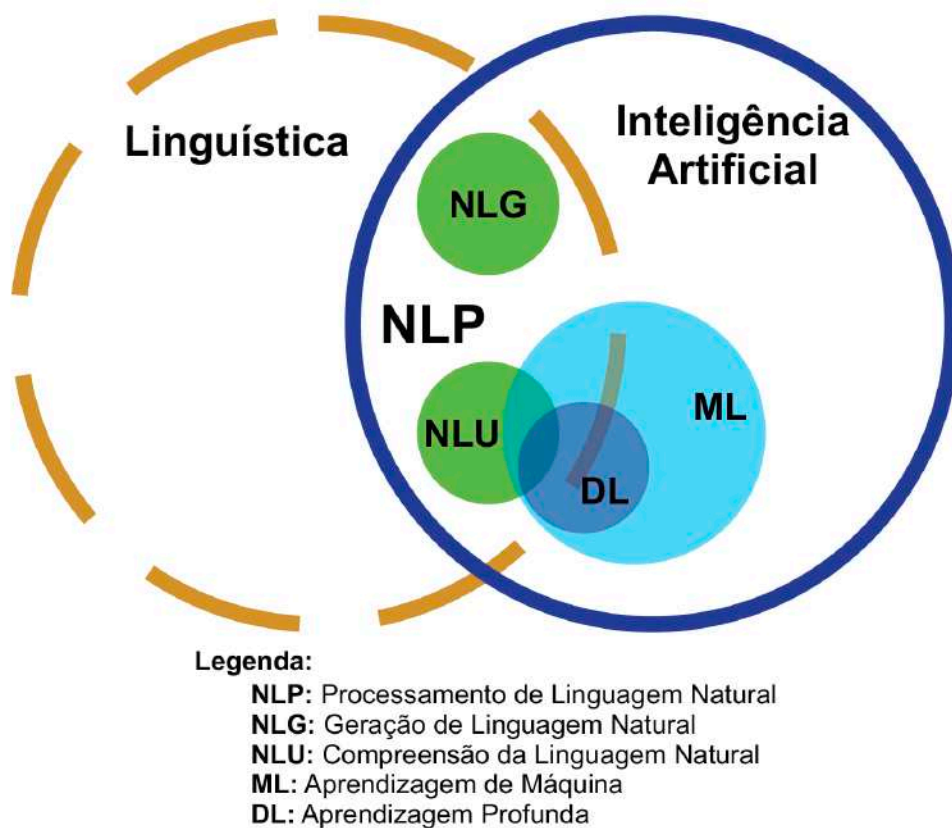 Linguística
Inteligência
Artificial
NLG
NLP
NLU
ML
DL
Legenda:
NLP: Processamento de Linguagem Natural
NLG: Geração de Linguagem Natural
NLU: Compreensão da Linguagem Natural
ML: Aprendizagem de Máquina
DL: Aprendizagem Profunda